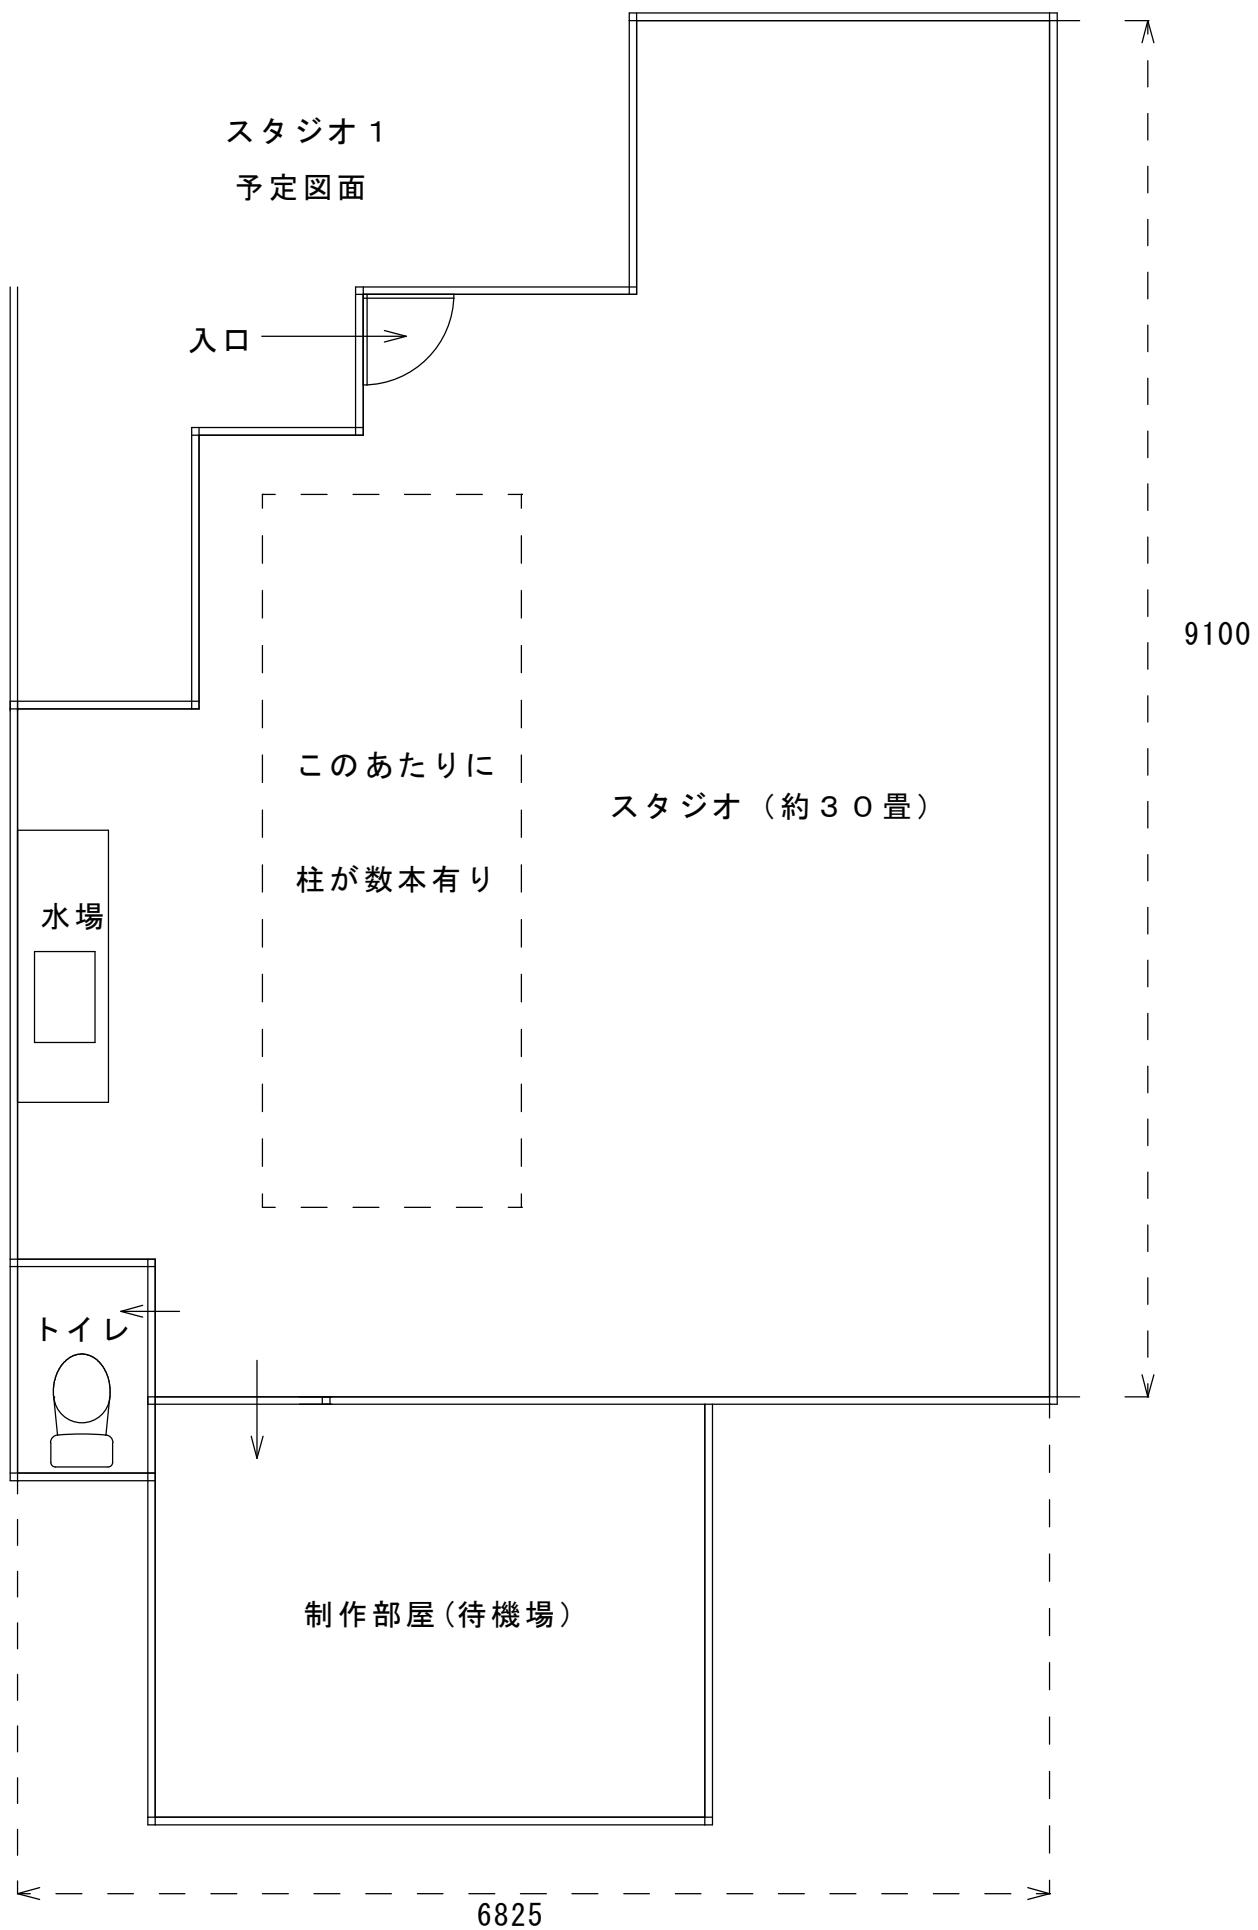 スタジオ１
予定図面
入口
9100
このあたりに
スタジオ（約３０畳）
柱が数本有り
水場
トイレ
制作部屋(待機場)
6825